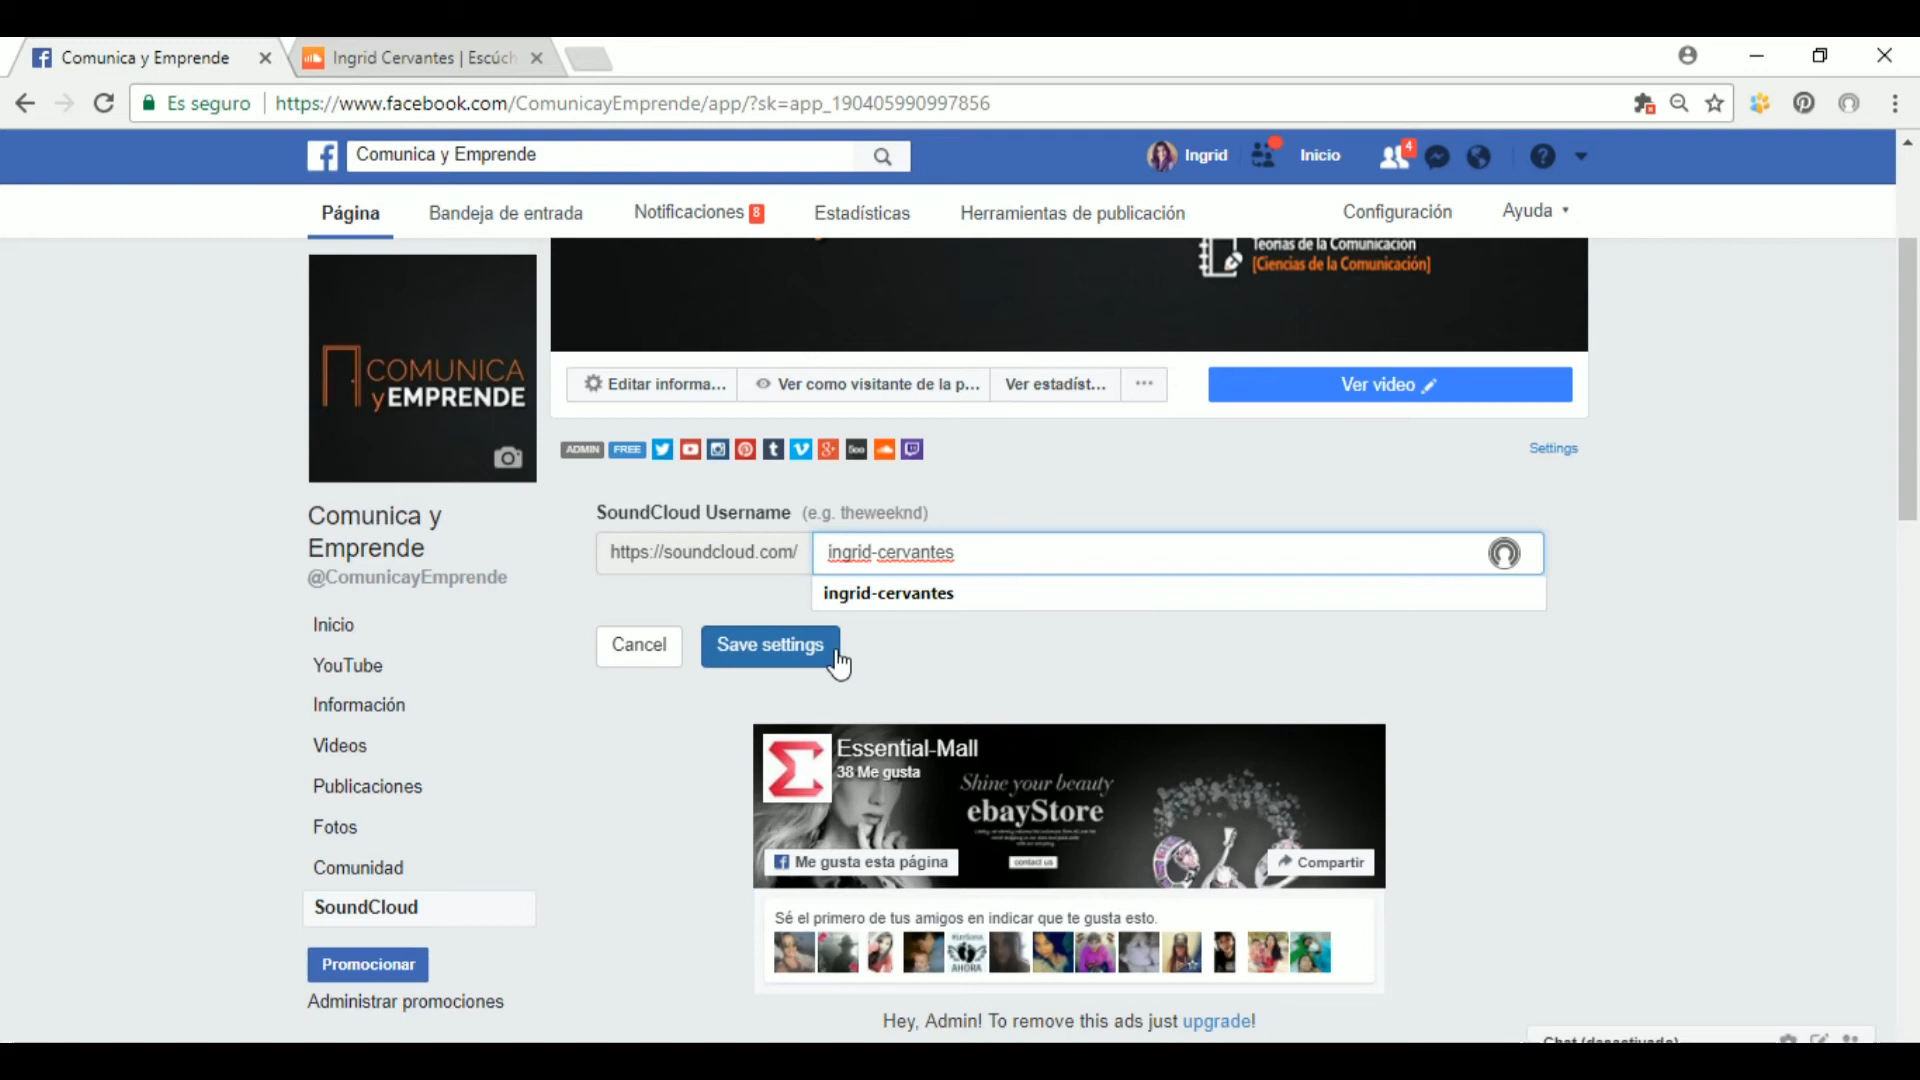 Comunica y Emprende
Ingrid Cervantes | Escúch
Es seguro
https://www.facebook.com/ComunicayEmprende/app/?sk=app_190405990997856
Comunica y Emprende
Ingrid
Inicio
4
Página
Bandeja de entrada
Notificaciones 8
Estadísticas
Herramientas de publicación
Configuración
Ayuda
Teorías de la Comunicación
[Ciencias de la Comunicación]
COMUNICA
y EMPRENDE
Editar informa...
Ver como visitante de la p...
Ver estadíst...
Ver video
ADMIN
FREE
Settings
Comunica y
Emprende
@ComunicayEmprende
SoundCloud Username (e.g. theweeknd)
https://soundcloud.com/
ingrid-cervantes
ingrid-cervantes
Cancel
Save settings
Inicio
YouTube
Información
Videos
Publicaciones
Fotos
Comunidad
SoundCloud
Promocionar
Administrar promociones
Essential-Mall
38 Me gusta
Shine your beauty
ebayStore
contact us
Me gusta esta página
Compartir
Sé el primero de tus amigos en indicar que te gusta esto.
AHORA
Hey, Admin! To remove this ads just upgrade!
Chat (desactivado)